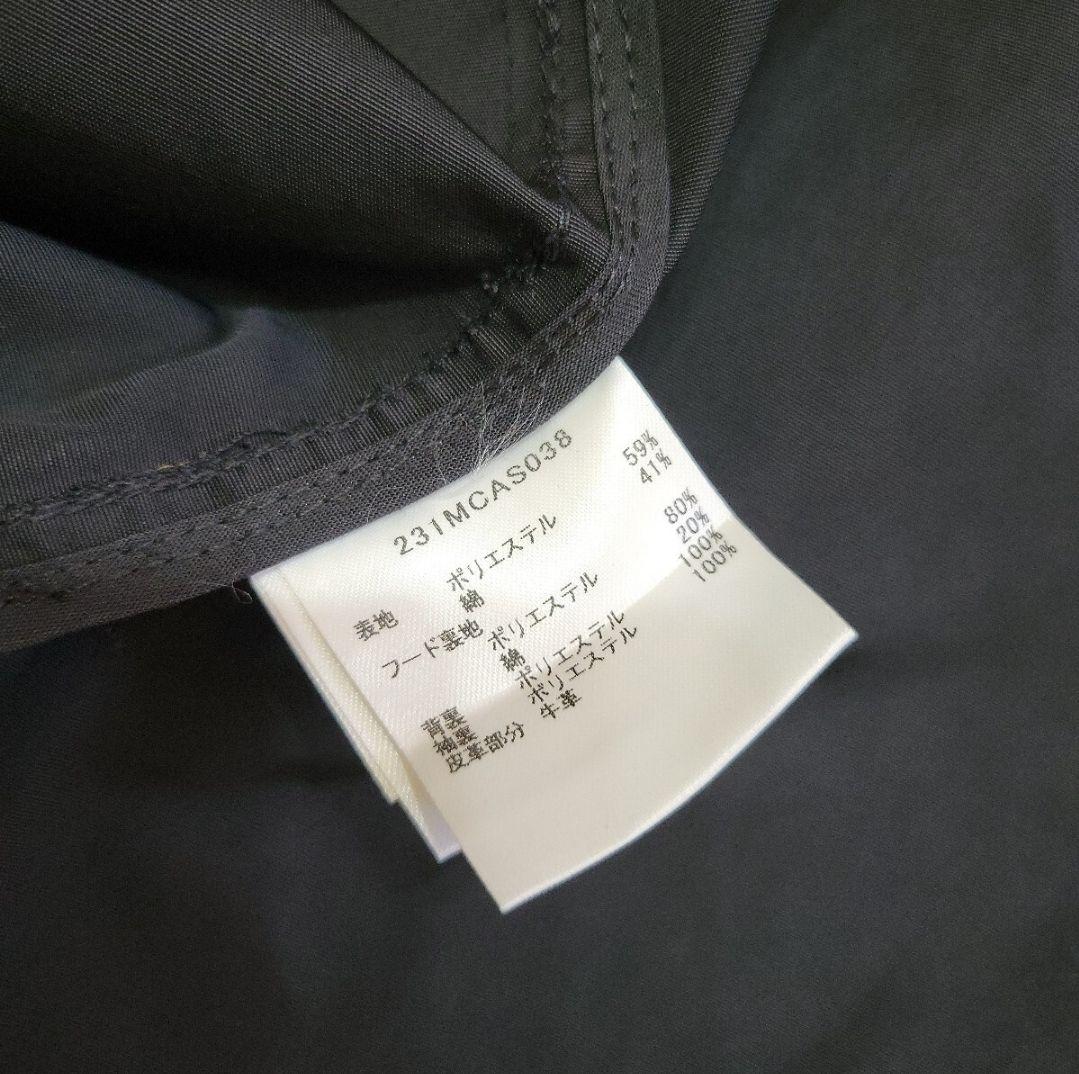 231MCAS038
表地 ポリエステル 59%
綿 41%
フード裏地 ポリエステル 80%
綿 20%
背裏 ポリエステル 100%
袖裏 ポリエステル 100%
皮革部分 牛革